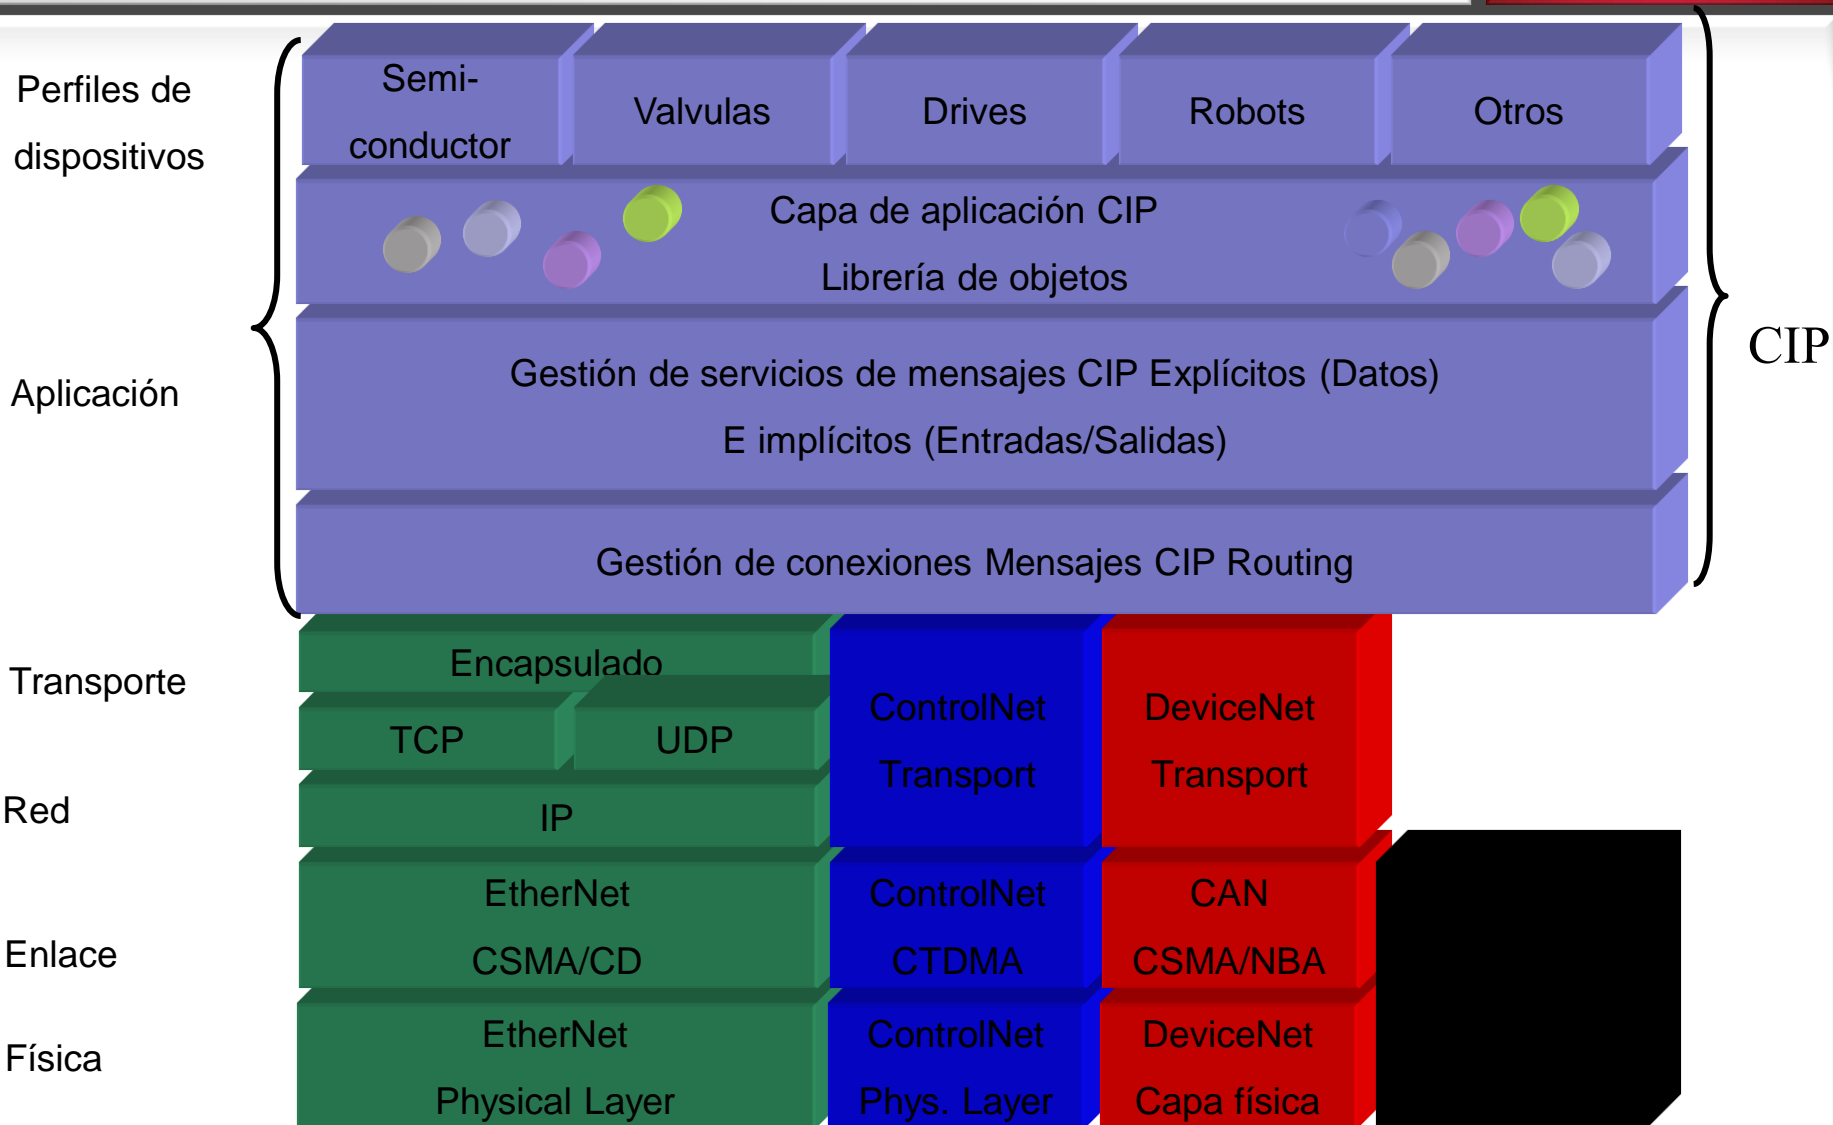 Perfiles de
dispositivos
Semi-
conductor
Valvulas
Drives
Robots
Otros
Capa de aplicación CIP
Librería de objetos
Aplicación
Gestión de servicios de mensajes CIP Explícitos (Datos)
E implícitos (Entradas/Salidas)
CIP
Gestión de conexiones Mensajes CIP Routing
Transporte
Encapsulado
TCP
UDP
ControlNet
Transport
DeviceNet
Transport
Red
IP
Enlace
EtherNet
CSMA/CD
ControlNet
CTDMA
CAN
CSMA/NBA
Física
EtherNet
Physical Layer
ControlNet
Phys. Layer
DeviceNet
Capa física